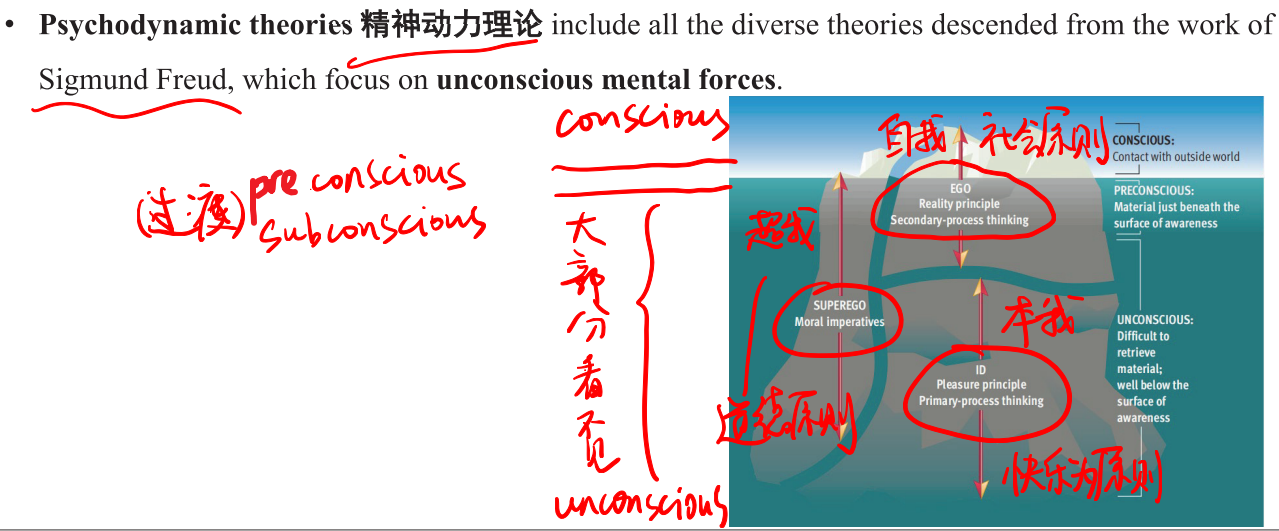 • Psychodynamic theories 精神动力理论 include all the diverse theories descended from the work of
Sigmund Freud, which focus on unconscious mental forces.
conscious
(过渡)
pre conscious
subconscious
大
部
分
看
不
见
unconscious
自我 社会原则
CONSCIOUS:
Contact with outside world
EGO
Reality principle
Secondary-process thinking
PRECONSCIOUS:
Material just beneath the
surface of awareness
超我
SUPEREGO
Moral imperatives
道德原则
本我
ID
Pleasure principle
Primary-process thinking
快乐为原则
UNCONSCIOUS:
Difficult to
retrieve
material;
well below the
surface of
awareness